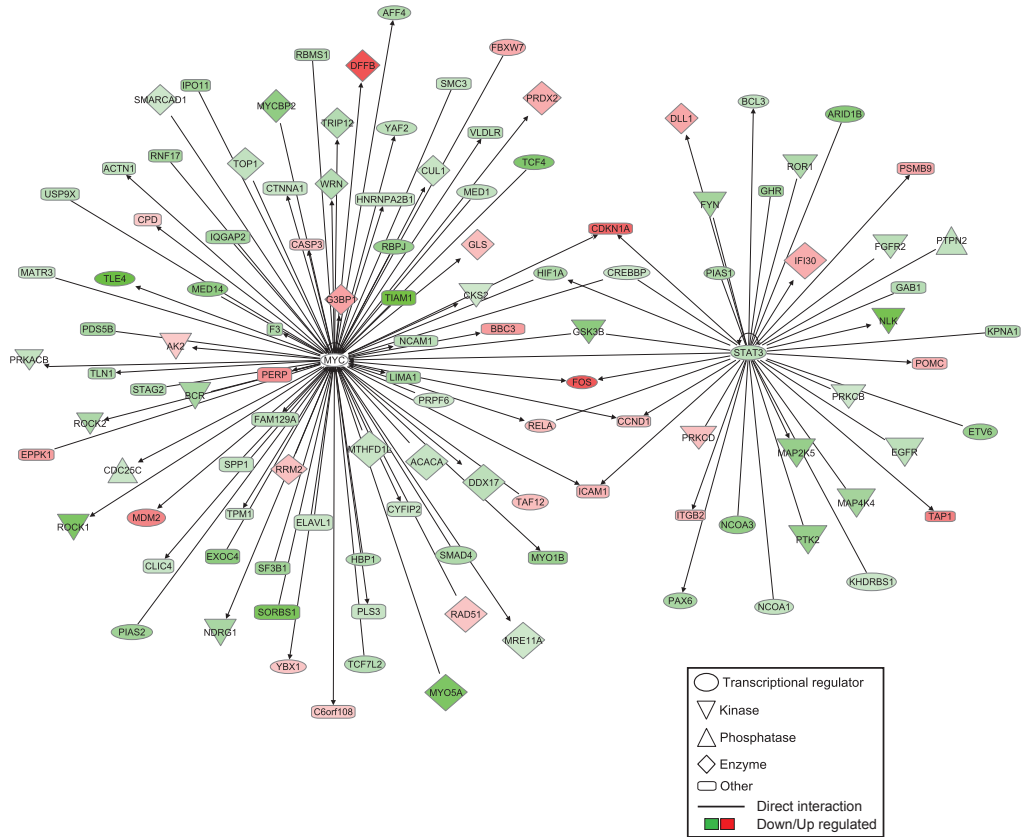 AFF4
FBXW7
RBMS1
DFFB
SMC3
IPO11
SMARCAD1
MYCBP2
PRDX2
BCL3
DLL1
ARID1B
TRIP12
YAF2
VLDLR
RNF17
TOP1
ACTN1
CUL1
TCF4
ROR1
PSMB9
USP9X
CTNNA1
WRN
HNRNPA2B1
MED1
FYN
GHR
CPD
IQGAP2
CASP3
RBPJ
GLS
CDKN1A
FGFR2
PTPN2
MATR3
HIF1A
CREBBP
PIAS1
IFI30
TLE4
MED14
G3BP1
TIAM1
CKS2
GAB1
PDS5B
F3
NCAM1
BBC3
GSK3B
NLK
KPNA1
AK2
PRKACB
MYC
STAT3
POMC
TLN1
PERP
LIMA1
FOS
STAG2
BCR
PRPF6
PRKCB
ROCK2
FAM129A
RELA
CCND1
PRKCD
ETV6
EPPK1
CDC25C
SPP1
MTHFD1L
ACACA
MAP2K5
EGFR
RRM2
DDX17
ICAM1
MAP4K4
ROCK1
MDM2
TPM1
ELAVL1
CYFIP2
TAF12
ITGB2
NCOA3
TAP1
PTK2
CLIC4
EXOC4
SF3B1
HBP1
SMAD4
MYO1B
KHDRBS1
PIAS2
NDRG1
SORBS1
PLS3
RAD51
PAX6
NCOA1
MRE11A
YBX1
TCF7L2
MYO5A
C6orf108
Transcriptional regulator
Kinase
Phosphatase
Enzyme
Other
Direct interaction
Down/Up regulated